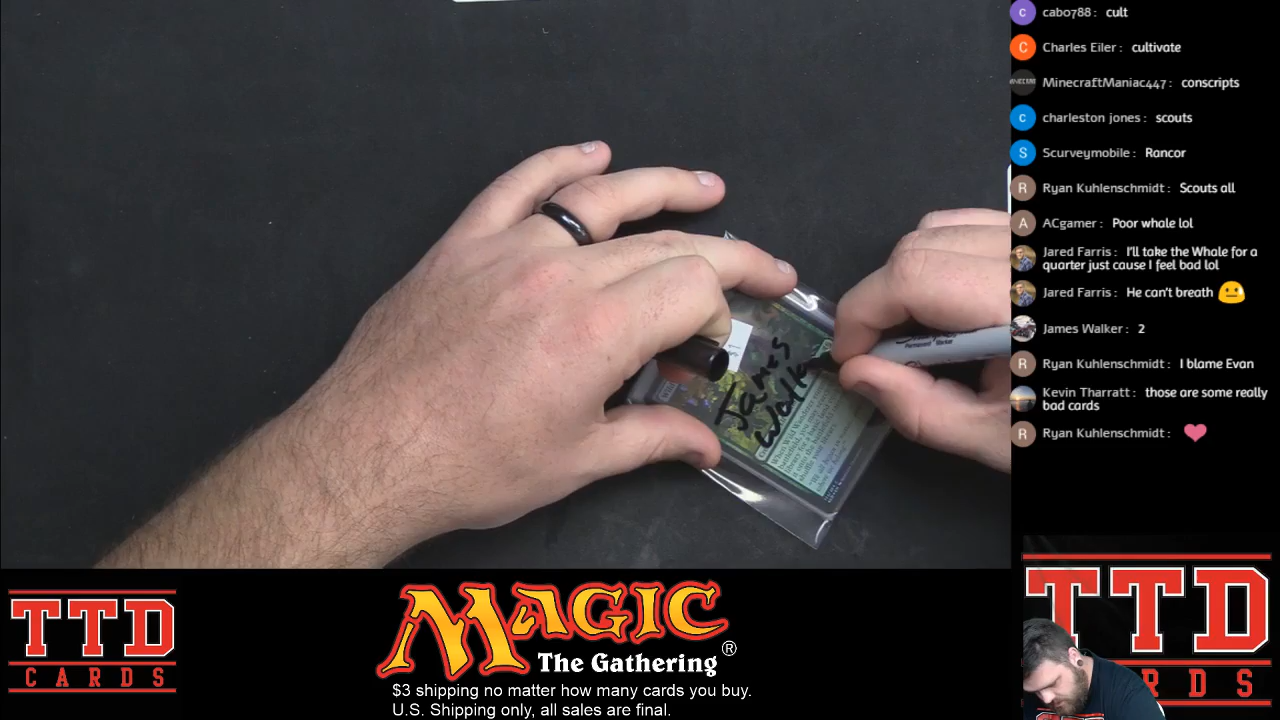 cabo788: cult
Charles Eiler: cultivate
MinecraftManiac447: conscripts
charleston jones: scouts
Scurveymobile: Rancor
Ryan Kuhlenschmidt: Scouts all
ACgamer: Poor whale lol
Jared Farris: I'll take the Whale for a
quarter just cause I feel bad lol
Jared Farris: He can't breath 😐
James Walker: 2
Ryan Kuhlenschmidt: I blame Evan
Kevin Tharratt: those are some really
bad cards
Ryan Kuhlenschmidt: ❤
James
Permanent Marker
TTD
CARDS
MAGIC®
The Gathering
$3 shipping no matter how many cards you buy.
U.S. Shipping only, all sales are final.
TTD
RDS